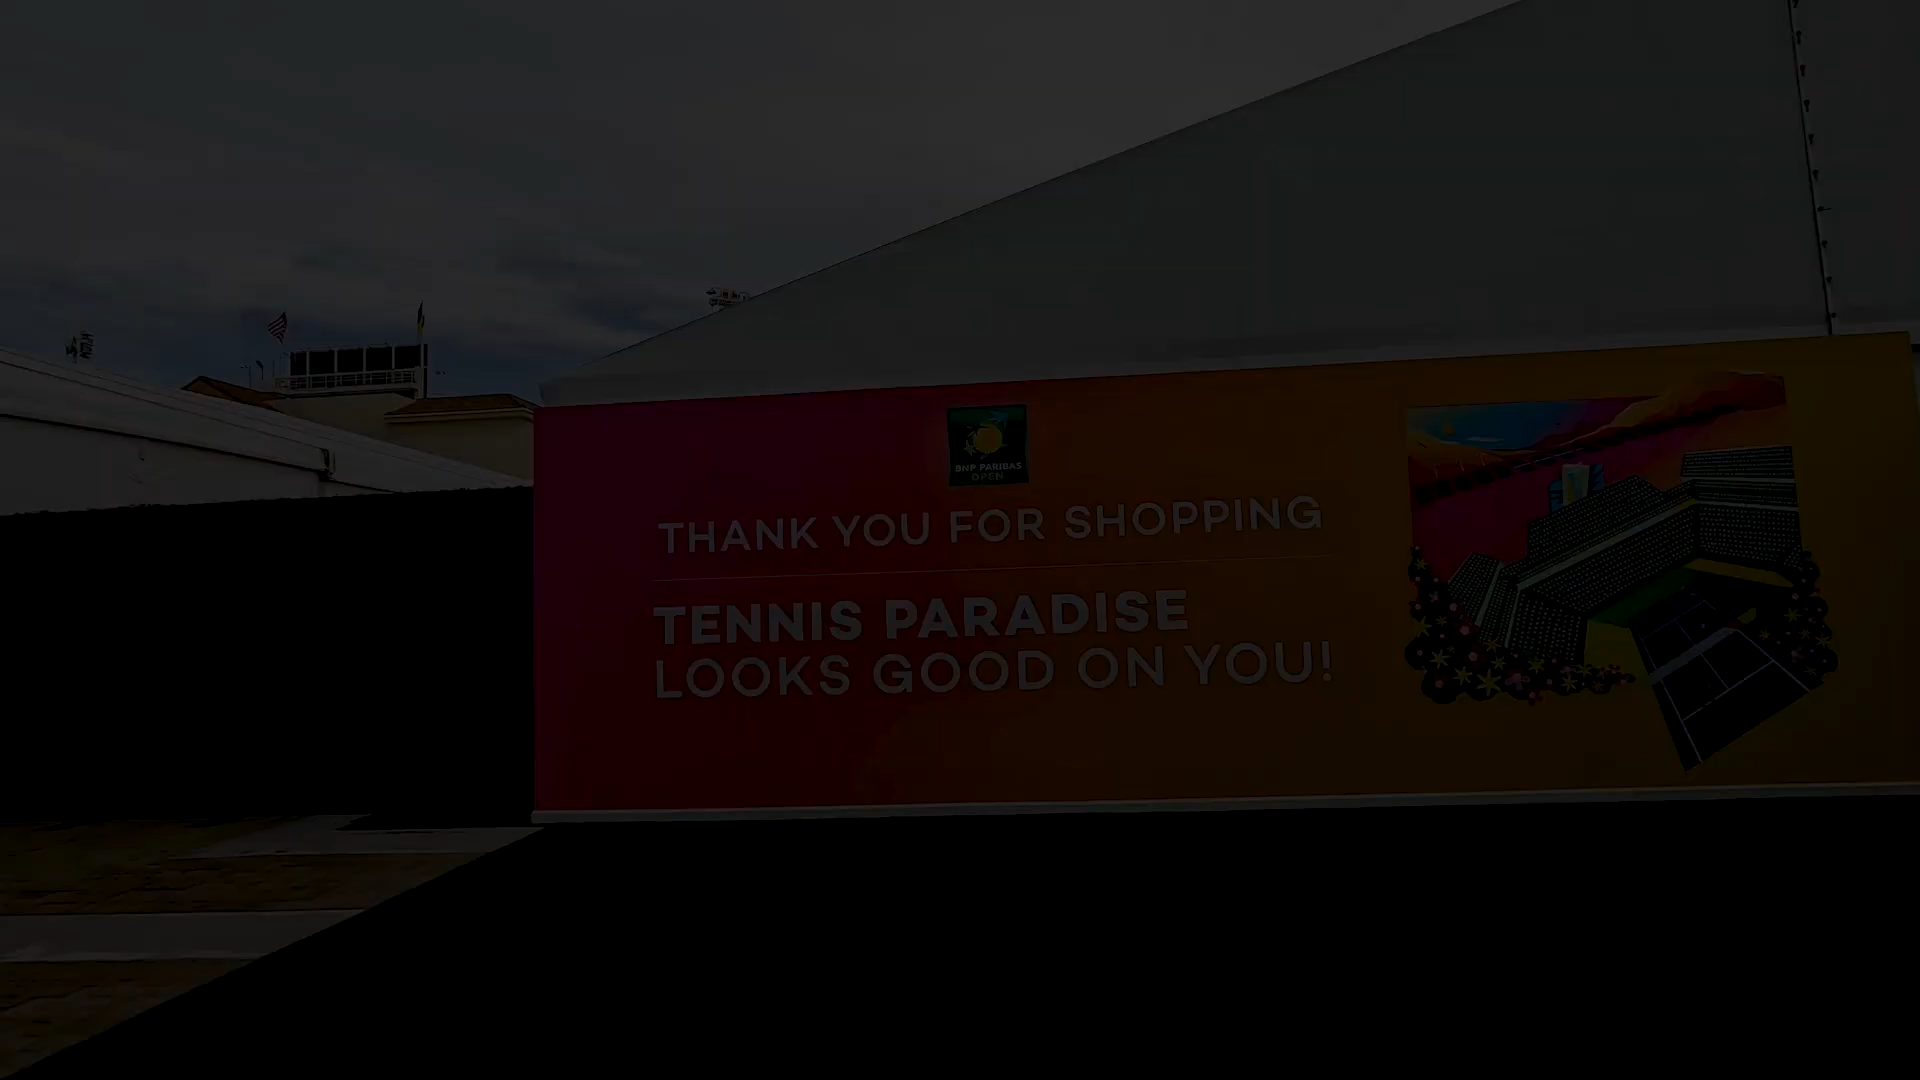 BNP PARIBAS
OPEN
THANK YOU FOR SHOPPING
TENNIS PARADISE
LOOKS GOOD ON YOU!